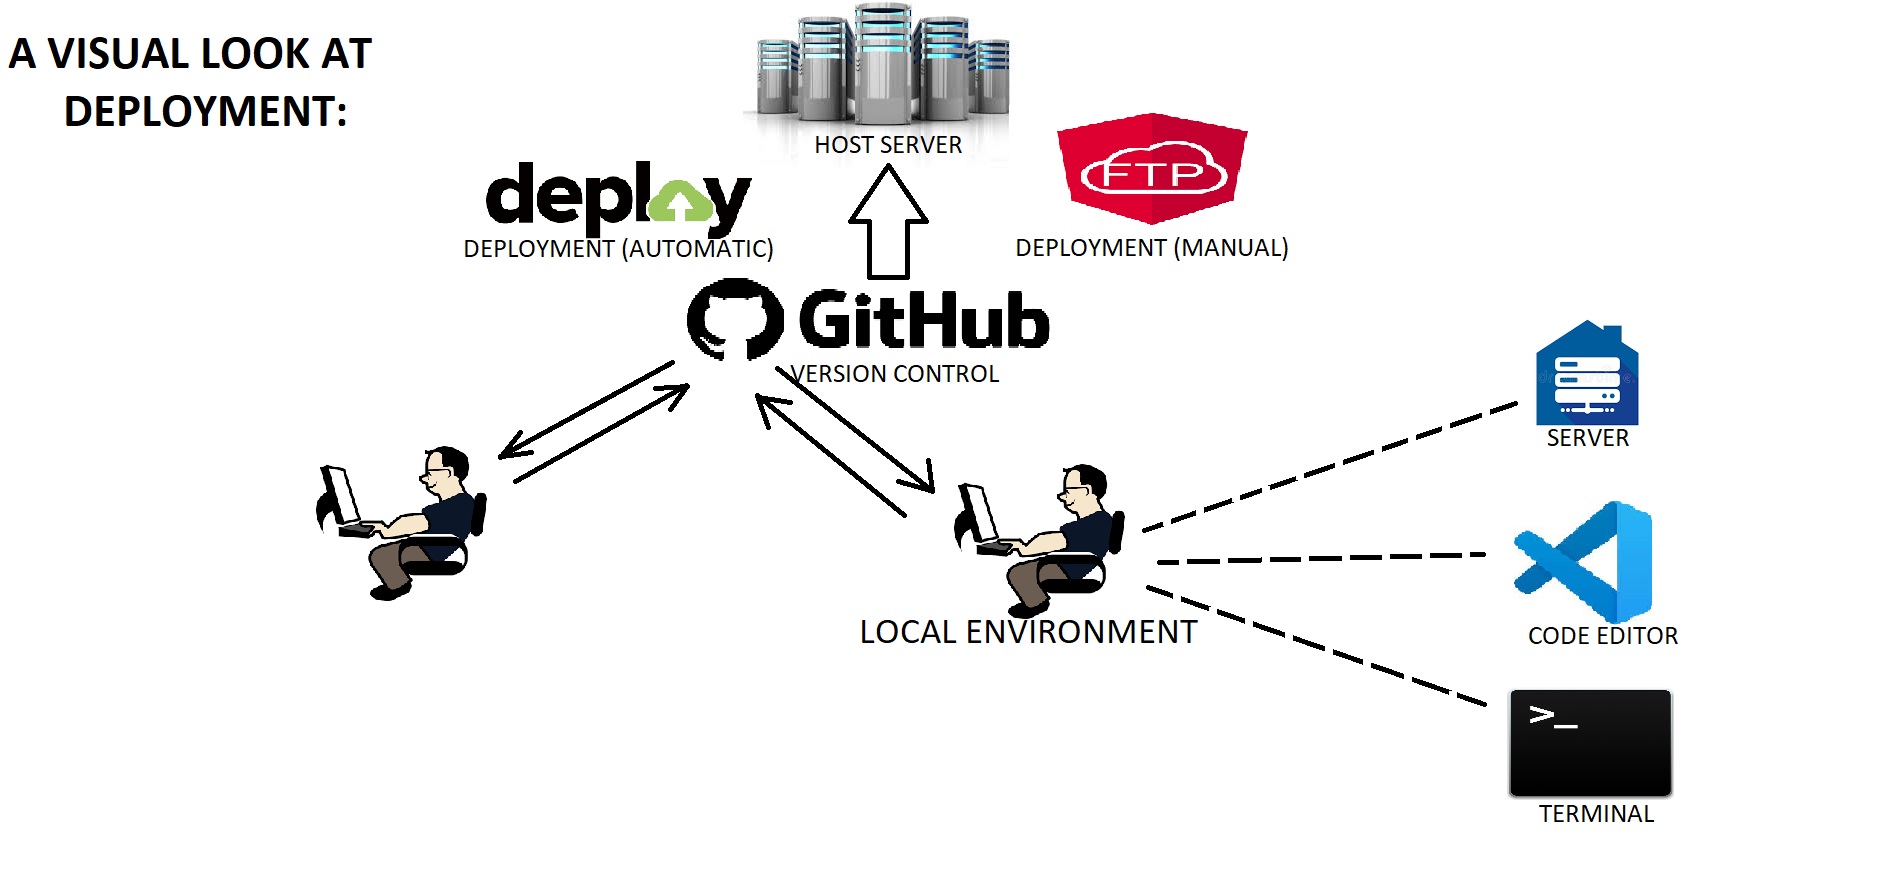 A VISUAL LOOK AT
DEPLOYMENT:
HOST SERVER
deploy
DEPLOYMENT (AUTOMATIC)
FTP
DEPLOYMENT (MANUAL)
GitHub
VERSION CONTROL
SERVER
CODE EDITOR
LOCAL ENVIRONMENT
>_
TERMINAL